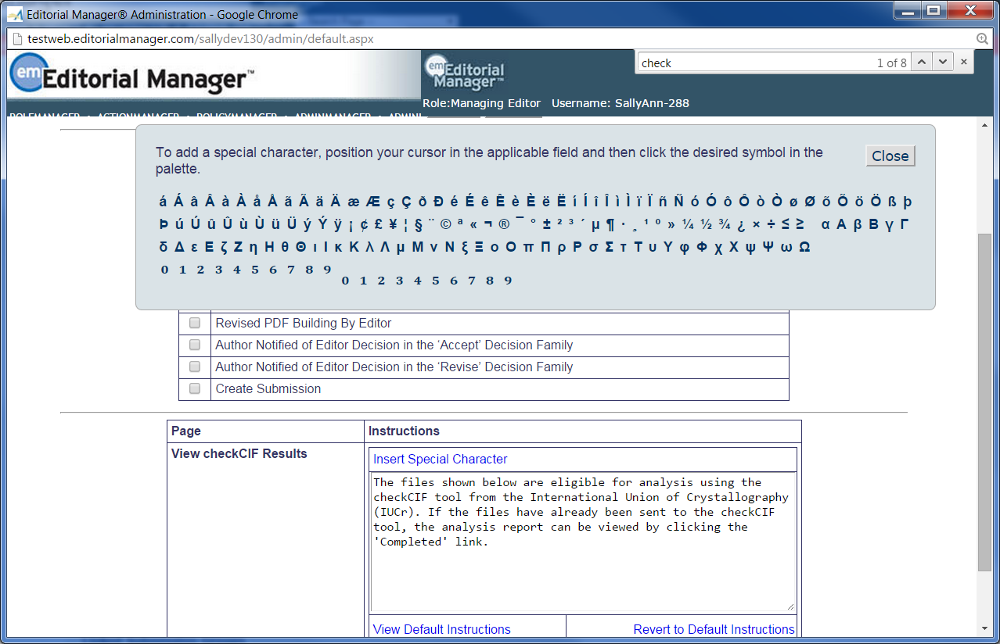 Editorial Manager® Administration - Google Chrome
testweb.editorialmanager.com/sallydev130/admin/default.aspx
check 1 of 8
em Editorial Manager™
em Editorial Manager™
Role:Managing Editor Username: SallyAnn-288
ROLEMANAGER · ACTIONMANAGER · POLICYMANAGER · ADMINMANAGER · ADMINI
To add a special character, position your cursor in the applicable field and then click the desired symbol in the
palette.
Close
á Á â Â à À å Å ã Ã ä Ä æ Æ ç Ç ð Ð é É ê Ê è È ë Ë í Í î Î ì Ì ï Ï ñ Ñ ó Ó ô Ô ò Ò ø Ø õ Õ ö Ö ß þ
Þ ú Ú û Û ù Ù ü Ü ý Ý ÿ ¡ ¢ £ ¥ ¦ § ¨ © ª « ¬ ® ¯ ° ± ² ³ ´ µ ¶ · ¸ ¹ º » ¼ ½ ¾ ¿ × ÷ ≤ ≥ α Α β Β γ Γ
δ Δ ε Ε ζ Ζ η Η θ Θ ι Ι κ Κ λ Λ μ Μ ν Ν ξ Ξ ο Ο π Π ρ Ρ σ Σ τ Τ υ Υ φ Φ χ Χ ψ Ψ ω Ω
0 1 2 3 4 5 6 7 8 9
0 1 2 3 4 5 6 7 8 9
Revised PDF Building By Editor
Author Notified of Editor Decision in the ‘Accept’ Decision Family
Author Notified of Editor Decision in the ‘Revise’ Decision Family
Create Submission
Page Instructions
View checkCIF Results
Insert Special Character
The files shown below are eligible for analysis using the
checkCIF tool from the International Union of Crystallography
(IUCr). If the files have already been sent to the checkCIF
tool, the analysis report can be viewed by clicking the
'Completed' link.
View Default Instructions Revert to Default Instructions